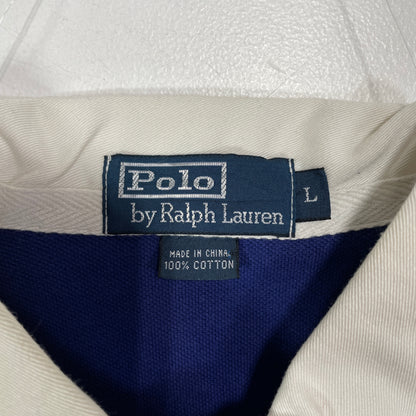 Polo
by Ralph Lauren
L
MADE IN CHINA
100% COTTON